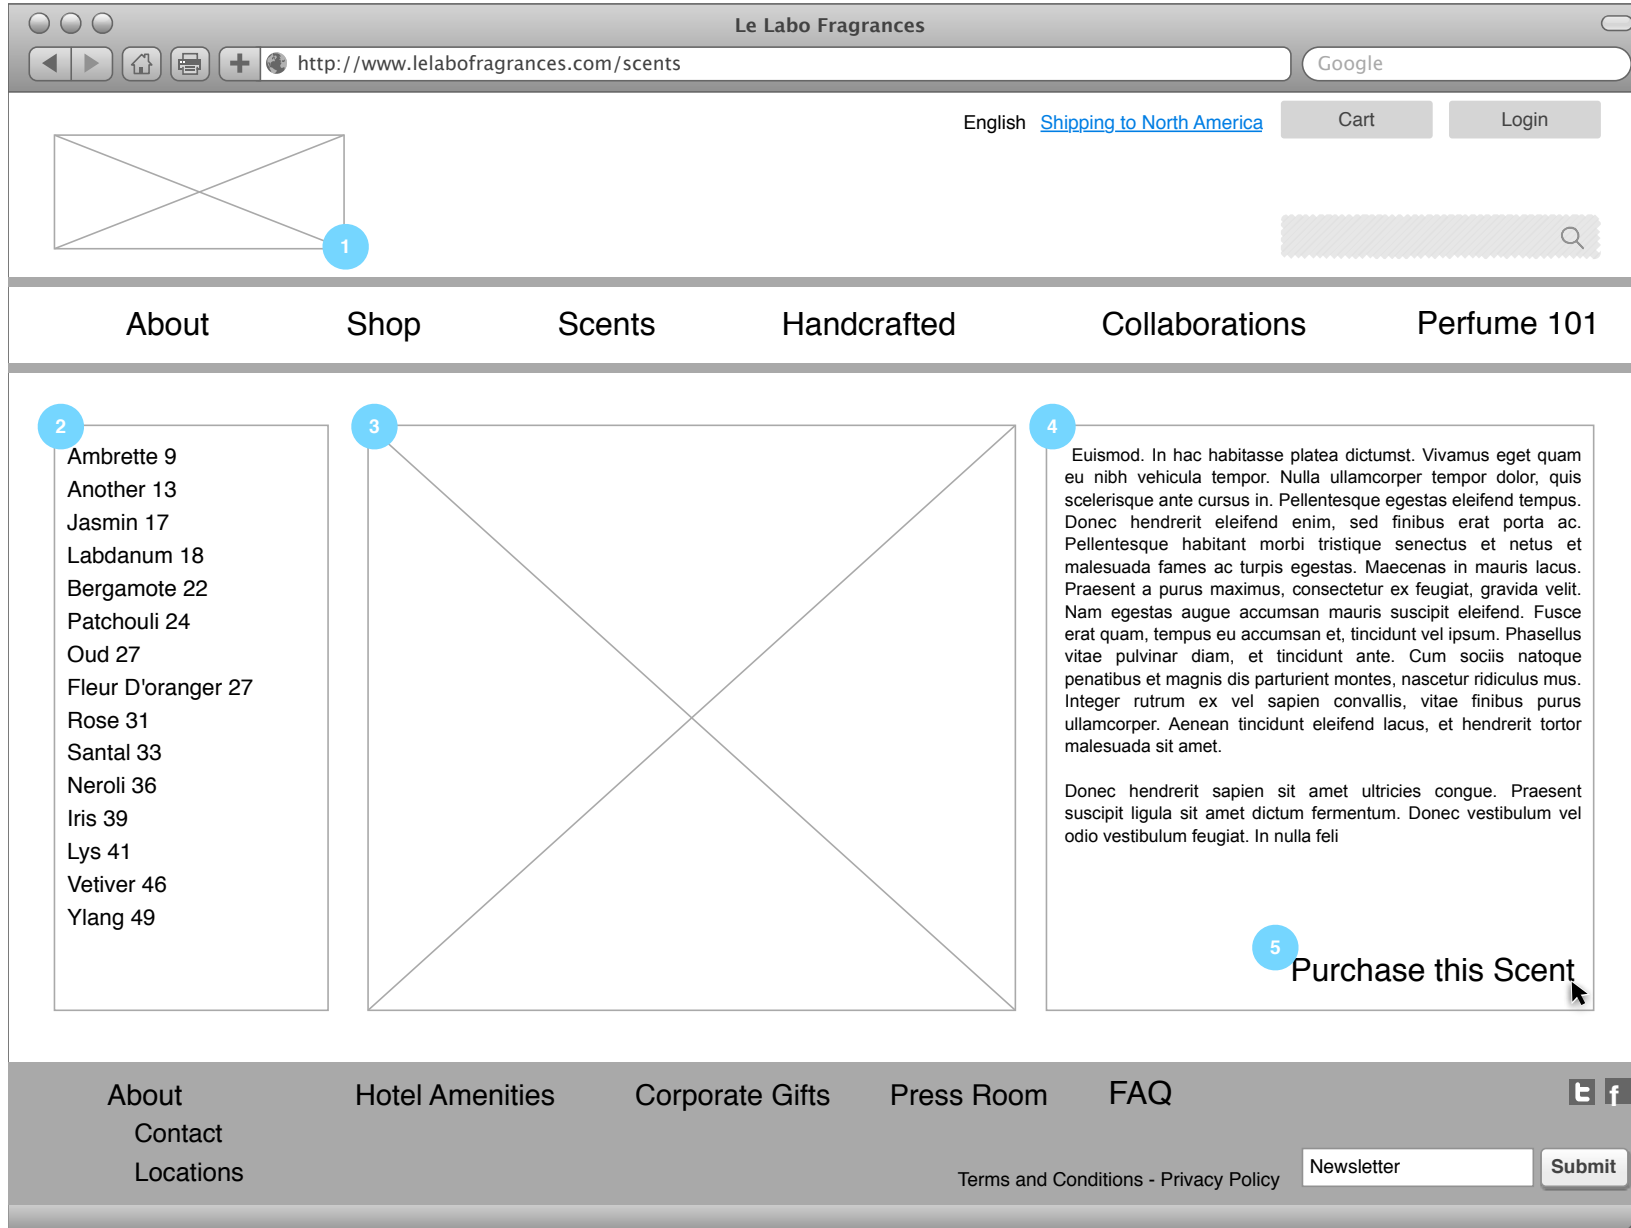 Le Labo Fragrances
http://www.lelabofragrances.com/scents
Google
English Shipping to North America Cart Login
1
About Shop Scents Handcrafted Collaborations Perfume 101
2
Ambrette 9
Another 13
Jasmin 17
Labdanum 18
Bergamote 22
Patchouli 24
Oud 27
Fleur D'oranger 27
Rose 31
Santal 33
Neroli 36
Iris 39
Lys 41
Vetiver 46
Ylang 49
3
4
Euismod. In hac habitasse platea dictumst. Vivamus eget quam
eu nibh vehicula tempor. Nulla ullamcorper tempor dolor, quis
scelerisque ante cursus in. Pellentesque egestas eleifend tempus.
Donec hendrerit eleifend enim, sed finibus erat porta ac.
Pellentesque habitant morbi tristique senectus et netus et
malesuada fames ac turpis egestas. Maecenas in mauris lacus.
Praesent a purus maximus, consectetur ex feugiat, gravida velit.
Nam egestas augue accumsan mauris suscipit eleifend. Fusce
erat quam, tempus eu accumsan et, tincidunt vel ipsum. Phasellus
vitae pulvinar diam, et tincidunt ante. Cum sociis natoque
penatibus et magnis dis parturient montes, nascetur ridiculus mus.
Integer rutrum ex vel sapien convallis, vitae finibus purus
ullamcorper. Aenean tincidunt eleifend lacus, et hendrerit tortor
malesuada sit amet.
Donec hendrerit sapien sit amet ultricies congue. Praesent
suscipit ligula sit amet dictum fermentum. Donec vestibulum vel
odio vestibulum feugiat. In nulla feli
5
Purchase this Scent
About Hotel Amenities Corporate Gifts Press Room FAQ
Contact
Locations
Terms and Conditions - Privacy Policy
Newsletter Submit